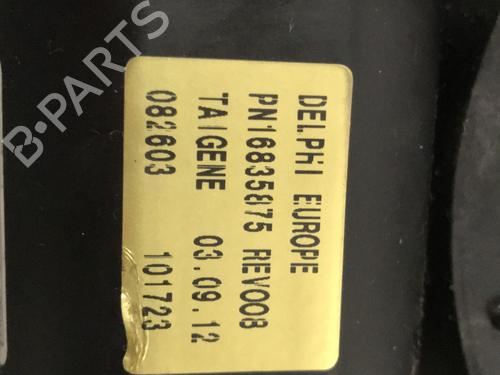 DELPHI EUROPE
PN16835875 REV008
TAIGENE 03.09.12
082603 101723
B-PARTS